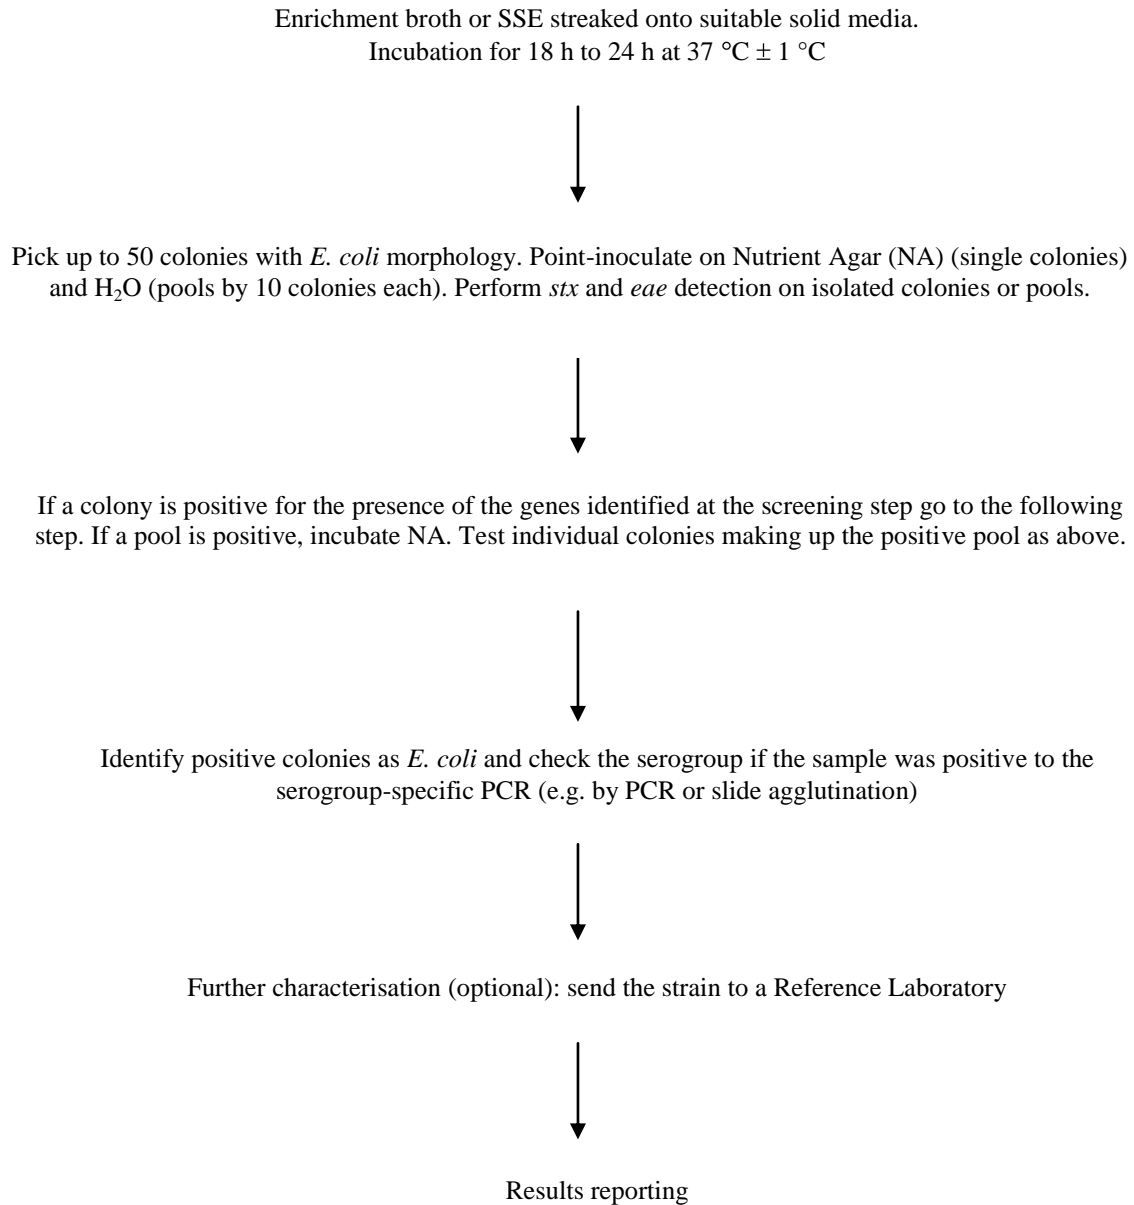 Enrichment broth or SSE streaked onto suitable solid media.
Incubation for 18 h to 24 h at 37 °C ± 1 °C
Pick up to 50 colonies with E. coli morphology. Point-inoculate on Nutrient Agar (NA) (single colonies)
and H₂O (pools by 10 colonies each). Perform stx and eae detection on isolated colonies or pools.
If a colony is positive for the presence of the genes identified at the screening step go to the following
step. If a pool is positive, incubate NA. Test individual colonies making up the positive pool as above.
Identify positive colonies as E. coli and check the serogroup if the sample was positive to the
serogroup-specific PCR (e.g. by PCR or slide agglutination)
Further characterisation (optional): send the strain to a Reference Laboratory
Results reporting